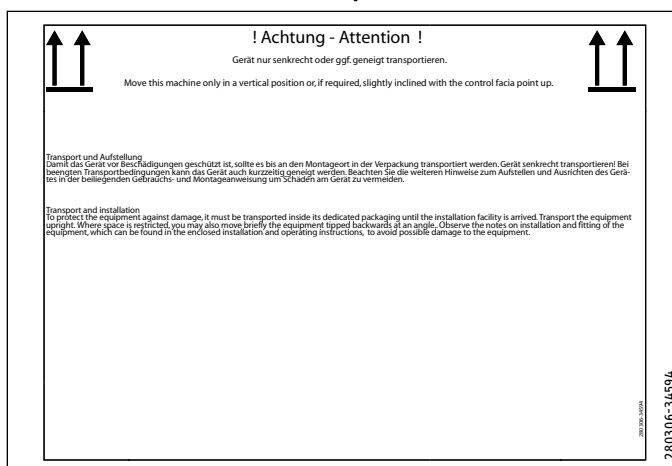 ! Achtung - Attention !
Gerät nur senkrecht oder ggf. geneigt transportieren.
Move this machine only in a vertical position or, if required, slightly inclined with the control facia point up.
Transport und Aufstellung
Damit das Gerät vor Beschädigungen geschützt ist, sollte es bis an den Montageort in der Verpackung transportiert werden. Gerät senkrecht transportieren! Bei
beengten Transportbedingungen kann das Gerät auch kurzzeitig geneigt werden. Beachten Sie die weiteren Hinweise zum Aufstellen und Ausrichten des Gerä-
tes in der beiliegenden Gebrauchs- und Montageanweisung um Schäden am Gerät zu vermeiden.
Transport and installation
To protect the equipment against damage, it must be transported inside its dedicated packaging until the installation facility is arrived. Transport the equipment
upright. Where space is restricted, you may also move briefly the equipment tipped backwards at an angle,. Observe the notes on installation and fitting of the
equipment, which can be found in the enclosed installation and operating instructions, to avoid possible damage to the equipment.
280306-34594
280306-34594